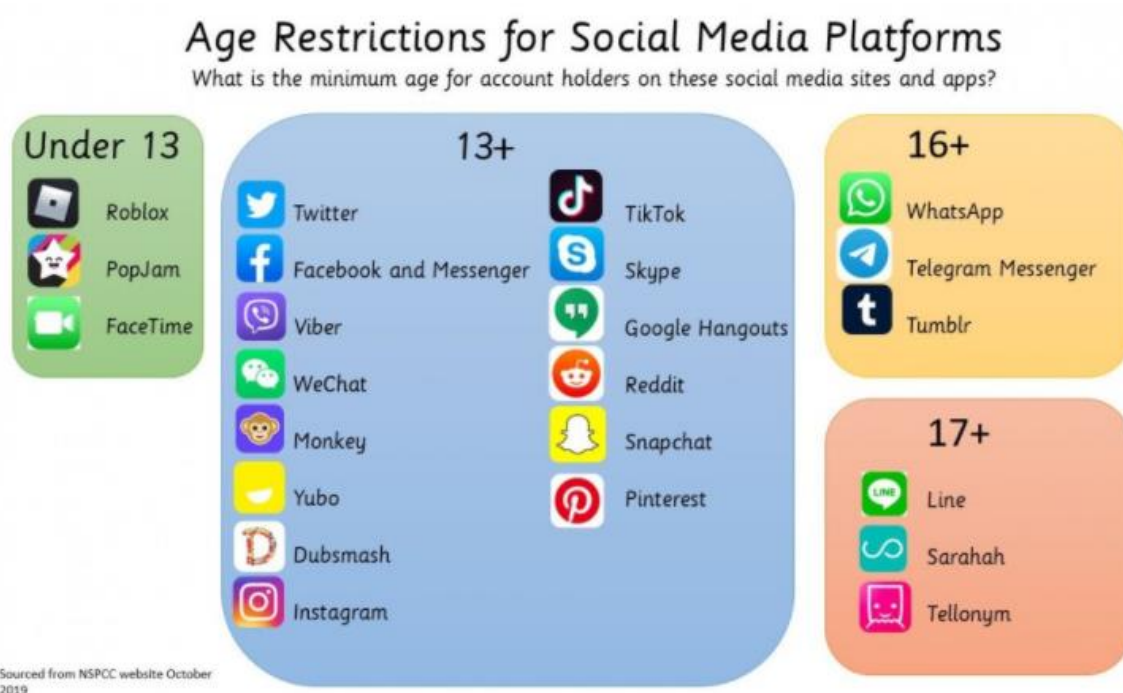 Age Restrictions for Social Media Platforms
What is the minimum age for account holders on these social media sites and apps?
Under 13
Roblox
PopJam
FaceTime
13+
Twitter
Facebook and Messenger
Viber
WeChat
Monkey
Yubo
Dubsmash
Instagram
TikTok
Skype
Google Hangouts
Reddit
Snapchat
Pinterest
16+
WhatsApp
Telegram Messenger
Tumblr
17+
LINE
Line
Sarahah
Tellonym
Sourced from NSPCC website October
2019